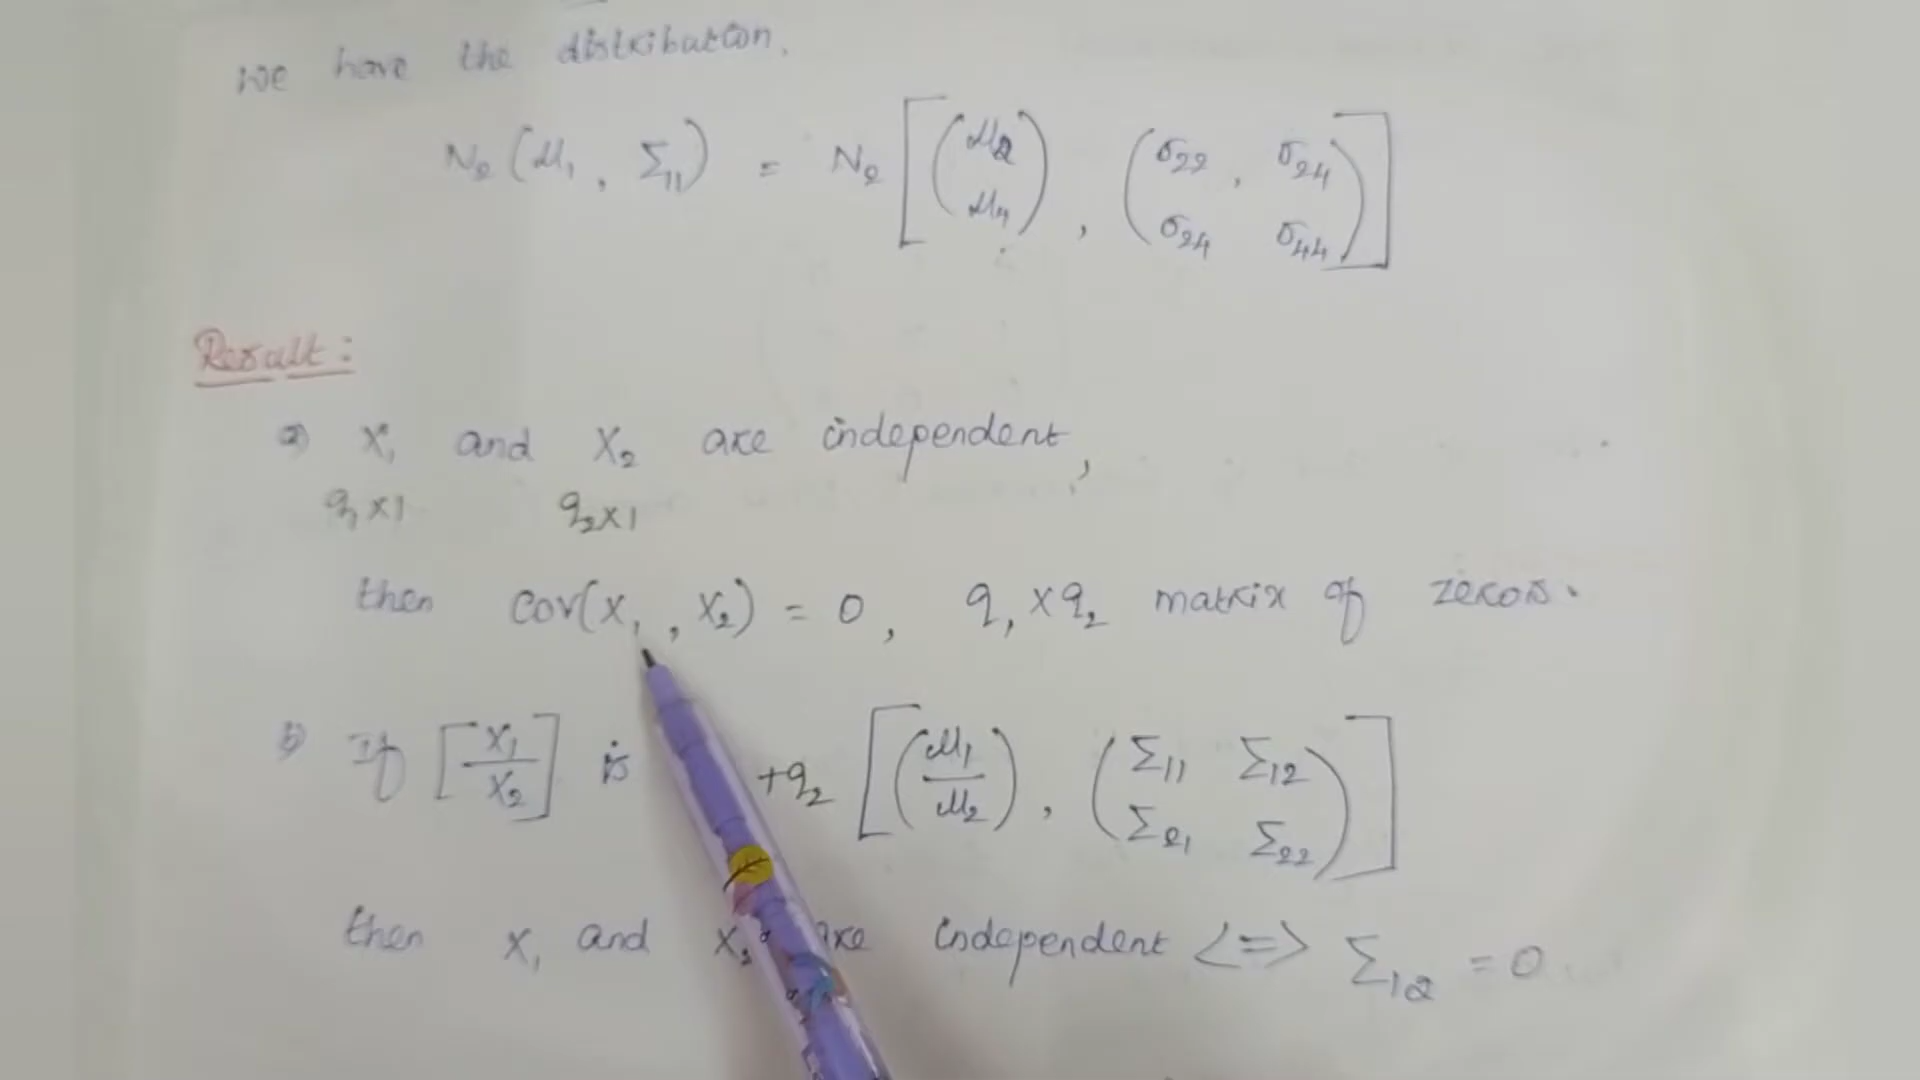 we have the distribution,
N₂ (μ₁ , Σ₁₁) = N₂ [ (μ₂ μ₄) , (σ₂₂ , σ₂₄ σ₂₄ σ₄₄) ]
Result:
a) X₁ and X₂ are independent,
q₁×1 q₂×1
then cov(X₁ , X₂) = 0 , q₁ × q₂ matrix of zeros.
b) If [X₁ / X₂] is +q₂ [ (μ₁ / μ₂) , (Σ₁₁ Σ₁₂ Σ₂₁ Σ₂₂) ]
then X₁ and X₂ are independent <=> Σ₁₂ = 0